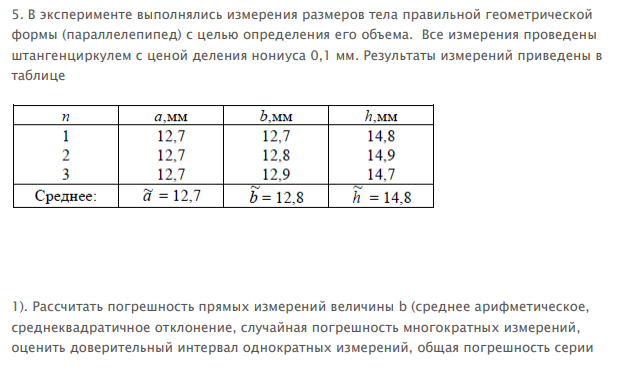 5. В эксперименте выполнялись измерения размеров тела правильной геометрической
формы (параллелепипед) с целью определения его объема.  Все измерения проведены
штангенциркулем с ценой деления нониуса 0,1 мм. Результаты измерений приведены в
таблице
n a,мм b,мм h,мм
1 12,7 12,7 14,8
2 12,7 12,8 14,9
3 12,7 12,9 14,7
Среднее: ã = 12,7 b̃ = 12,8 h̃ = 14,8
1). Рассчитать погрешность прямых измерений величины b (среднее арифметическое,
среднеквадратичное отклонение, случайная погрешность многократных измерений,
оценить доверительный интервал однократных измерений, общая погрешность серии